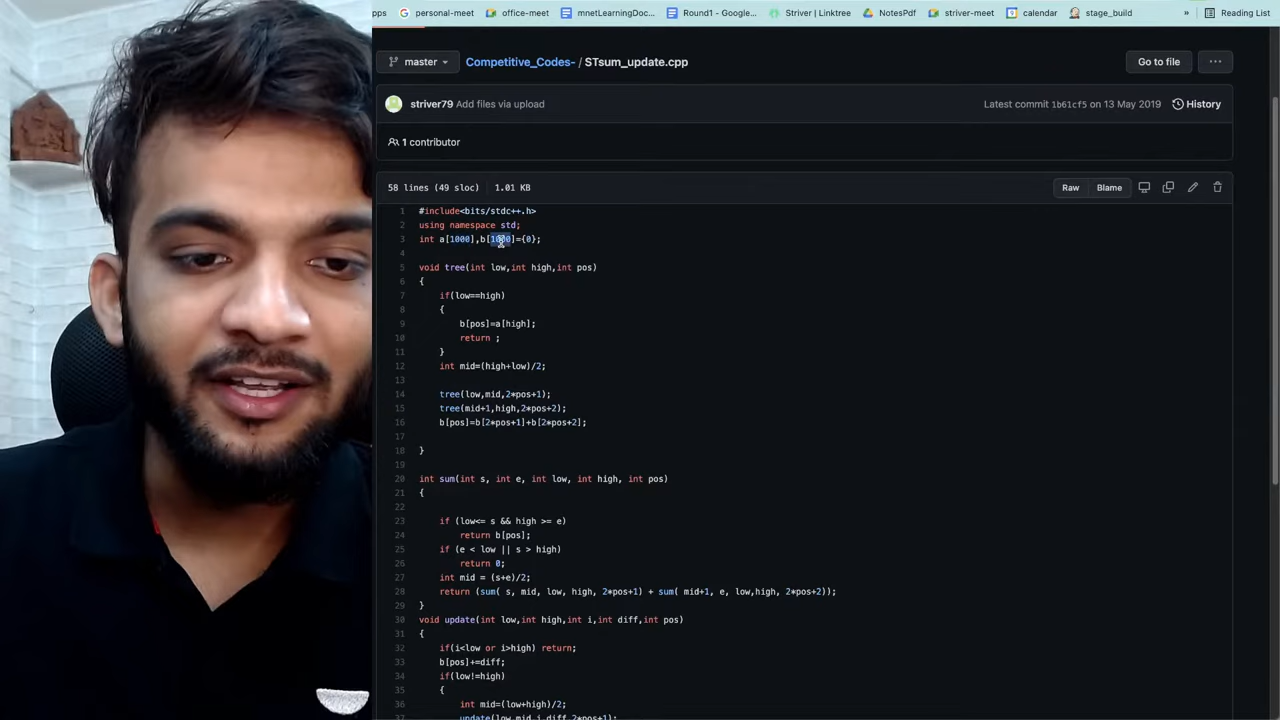 pps personal-meet office-meet mnetLearningDoc... Round1 - Google... Striver | Linktree NotesPdf striver-meet calendar stage_build » Reading List
master Competitive_Codes- / STsum_update.cpp Go to file ...
striver79 Add files via upload Latest commit 1b61cf5 on 13 May 2019 History
1 contributor
58 lines (49 sloc) 1.01 KB Raw Blame
1 #include<bits/stdc++.h>
2 using namespace std;
3 int a[1000],b[1000]={0};
4
5 void tree(int low,int high,int pos)
6 {
7 if(low==high)
8 {
9 b[pos]=a[high];
10 return ;
11 }
12 int mid=(high+low)/2;
13
14 tree(low,mid,2*pos+1);
15 tree(mid+1,high,2*pos+2);
16 b[pos]=b[2*pos+1]+b[2*pos+2];
17
18 }
19
20 int sum(int s, int e, int low, int high, int pos)
21 {
22
23 if (low<= s && high >= e)
24 return b[pos];
25 if (e < low || s > high)
26 return 0;
27 int mid = (s+e)/2;
28 return (sum( s, mid, low, high, 2*pos+1) + sum( mid+1, e, low,high, 2*pos+2));
29 }
30 void update(int low,int high,int i,int diff,int pos)
31 {
32 if(i<low or i>high) return;
33 b[pos]+=diff;
34 if(low!=high)
35 {
36 int mid=(low+high)/2;
37 update(low,mid,i,diff,2*pos+1);